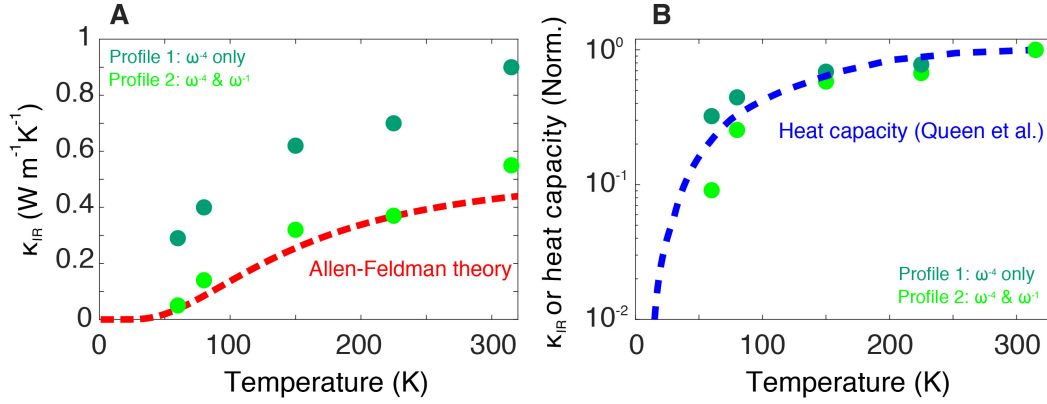 A
Profile 1: ω⁻⁴ only
Profile 2: ω⁻⁴ & ω⁻¹
1
0.8
0.6
0.4
0.2
0
κIR (W m⁻¹K⁻¹)
Allen-Feldman theory
0 100 200 300
Temperature (K)
B
10⁰
10⁻¹
10⁻²
κIR or heat capacity (Norm.)
Heat capacity (Queen et al.)
Profile 1: ω⁻⁴ only
Profile 2: ω⁻⁴ & ω⁻¹
0 100 200 300
Temperature (K)